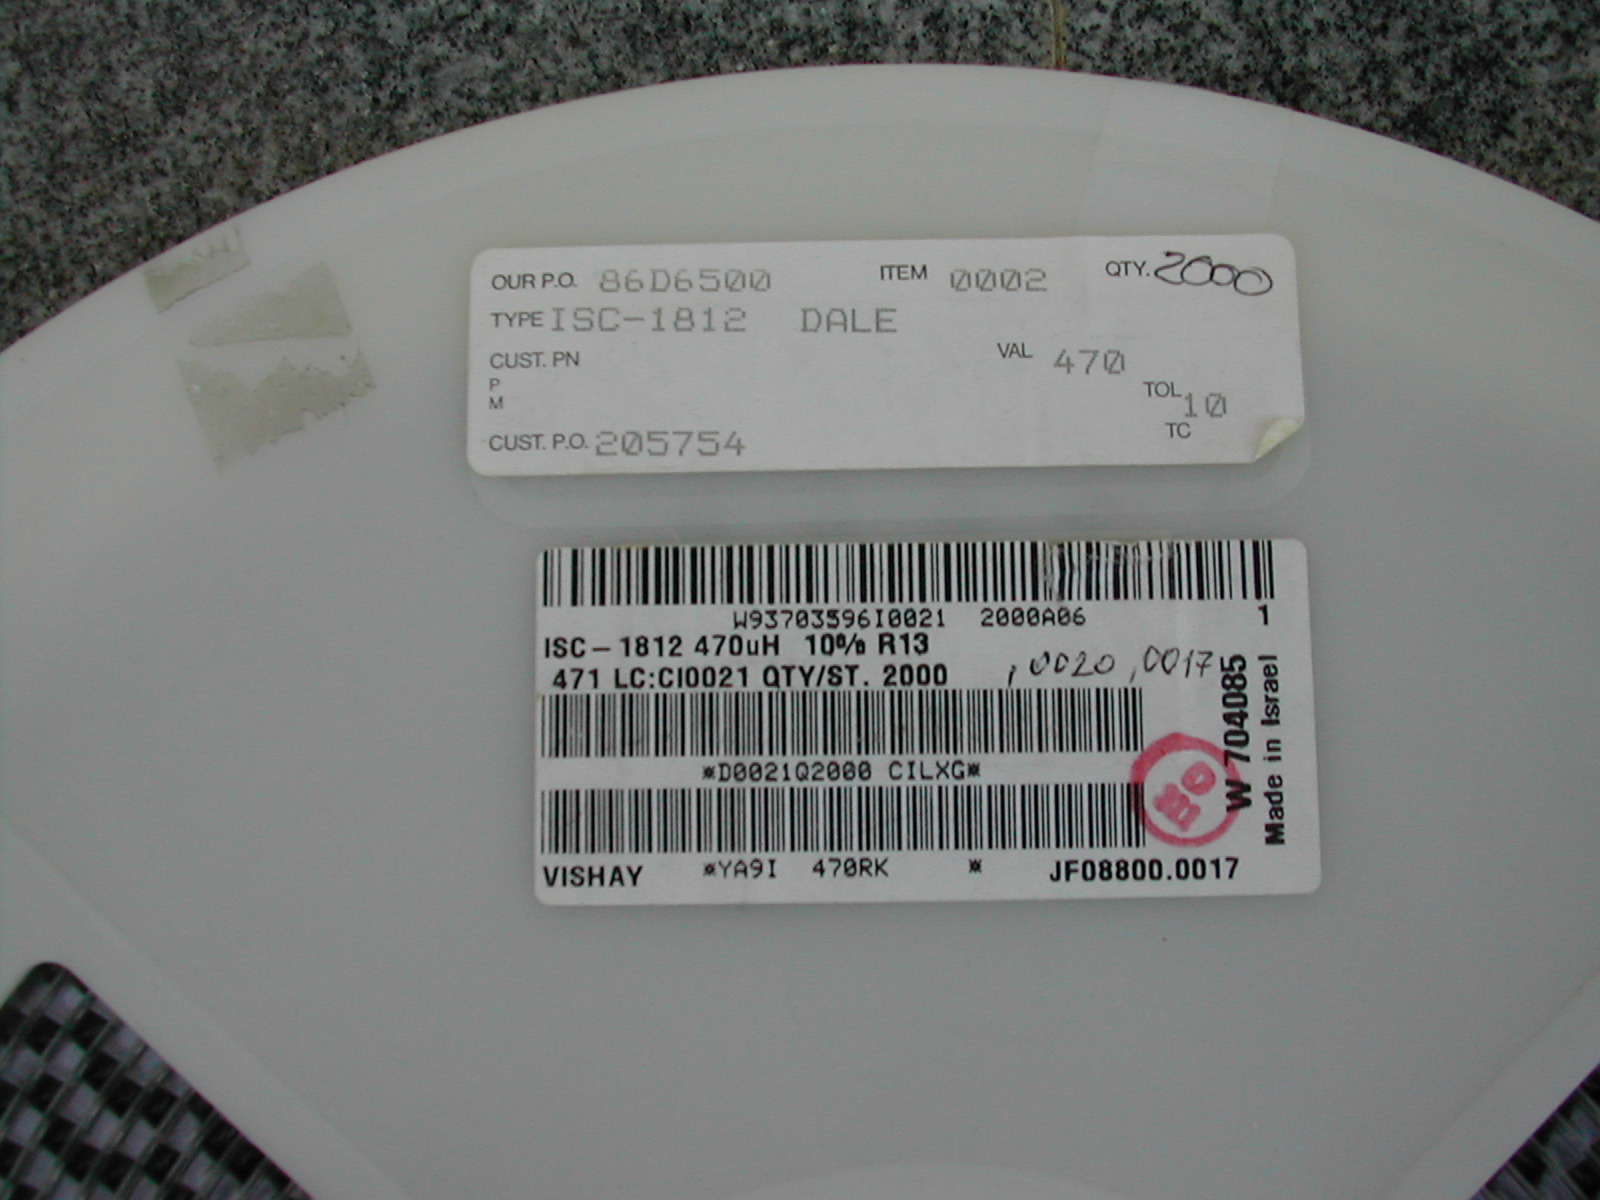 OUR P.O. 86D6500 ITEM 0002 QTY. 2000
TYPE ISC-1812 DALE
CUST. PN VAL 470
P
M
TOL 10
TC
CUST. P.O. 205754
W93703596I0021 2000A06 1
ISC-1812 470uH 10% R13
471 LC:CI0021 QTY/ST. 2000 , 0020 , 0017
*D0021Q2000 CILXG*
VISHAY *YA9I 470RK * JF08800.0017
W 704085
Made in Israel